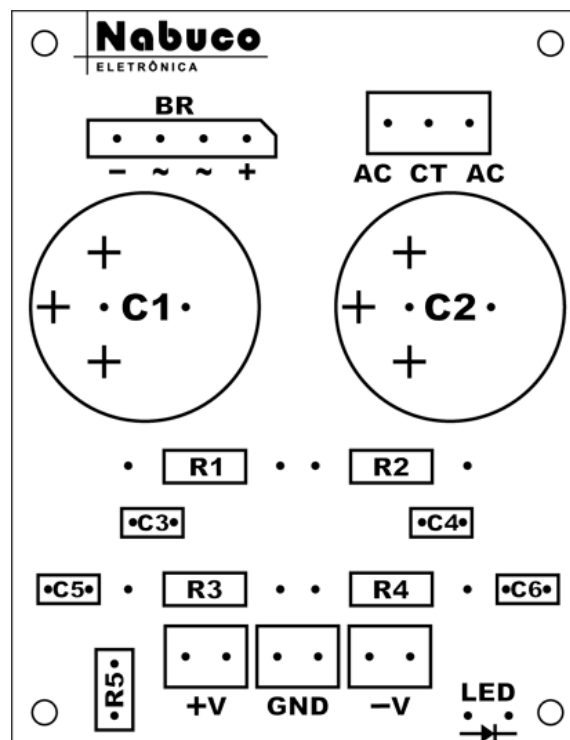 Nabuco
ELETRÔNICA
BR
− ~ ~ +
AC CT AC
C1 C2
R1 R2
C3 C4
C5 R3 R4 C6
R5
+V GND −V
LED